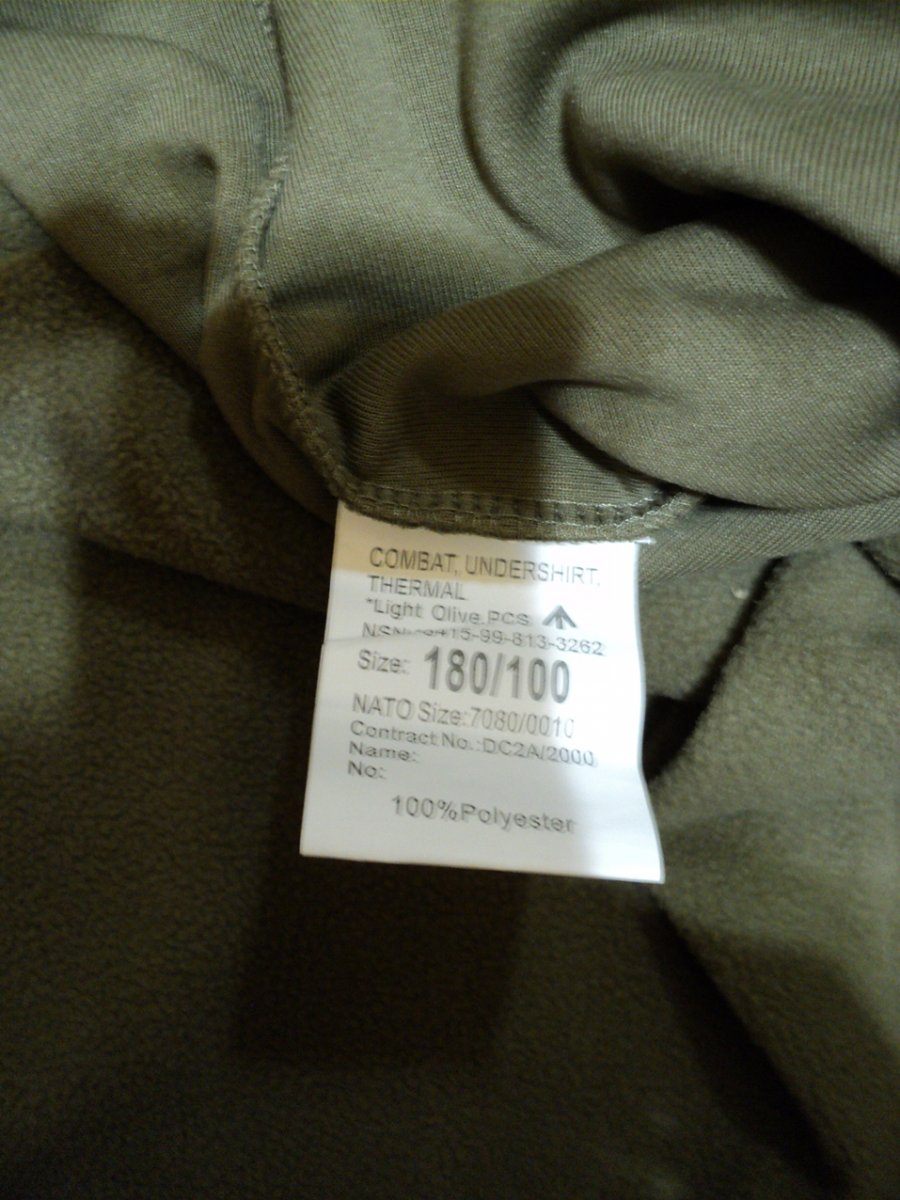 COMBAT, UNDERSHIRT,
THERMAL
*Light Olive.PCS
15-99-813-3262
Size: 180/100
NATO Size:7080/0010
Contract No.:DC2A/2000
Name:
No:
100%Polyester